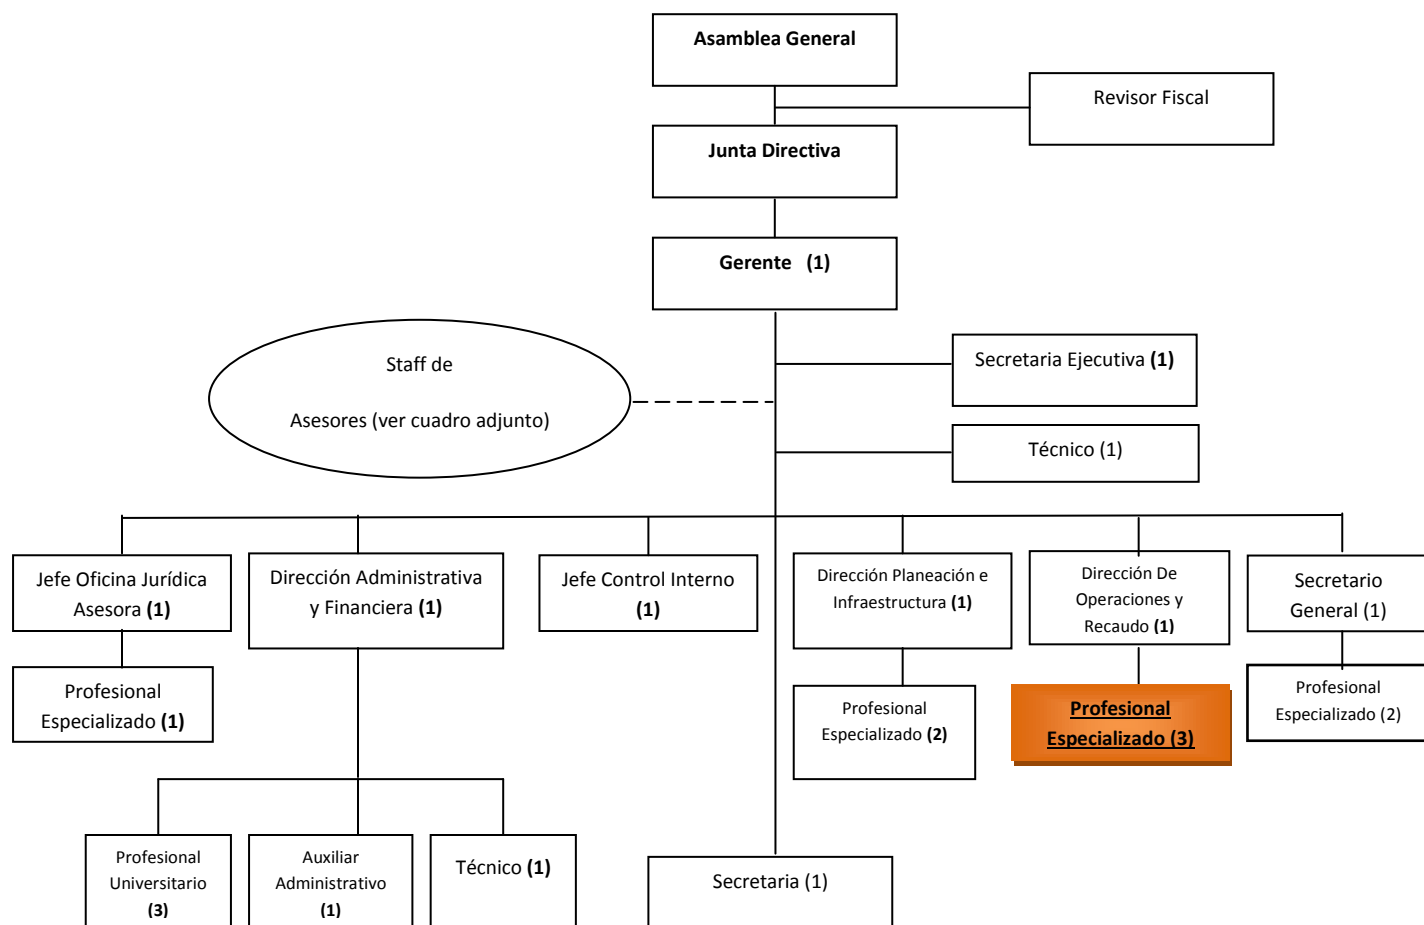 Asamblea General
Revisor Fiscal
Junta Directiva
Gerente (1)
Staff de
Asesores (ver cuadro adjunto)
Secretaria Ejecutiva (1)
Técnico (1)
Jefe Oficina Jurídica
Asesora (1)
Dirección Administrativa
y Financiera (1)
Jefe Control Interno
(1)
Dirección Planeación e
Infraestructura (1)
Dirección De
Operaciones y
Recaudo (1)
Secretario
General (1)
Profesional
Especializado (1)
Profesional
Especializado (2)
Profesional
Especializado (3)
Profesional
Especializado (2)
Profesional
Universitario
(3)
Auxiliar
Administrativo
(1)
Técnico (1)
Secretaria (1)